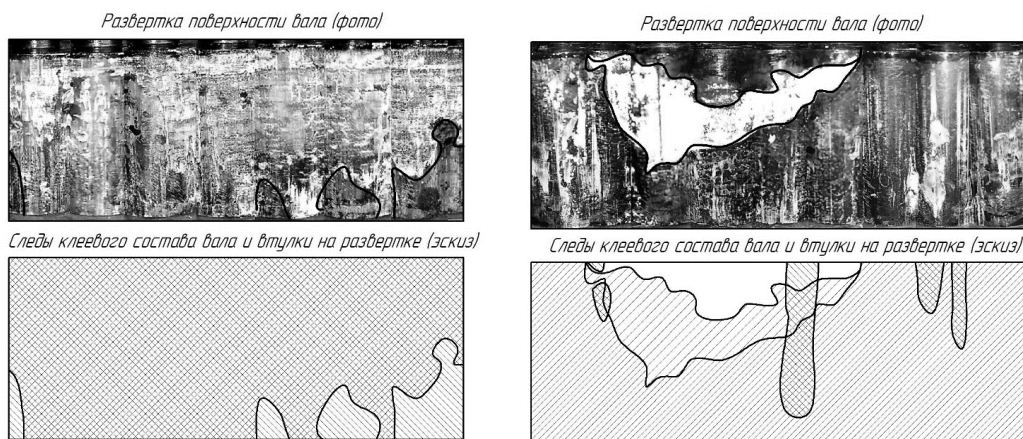 Развертка поверхности вала (фото)
Развертка поверхности вала (фото)
Следы клеевого состава вала и втулки на развертке (эскиз)
Следы клеевого состава вала и втулки на развертке (эскиз)